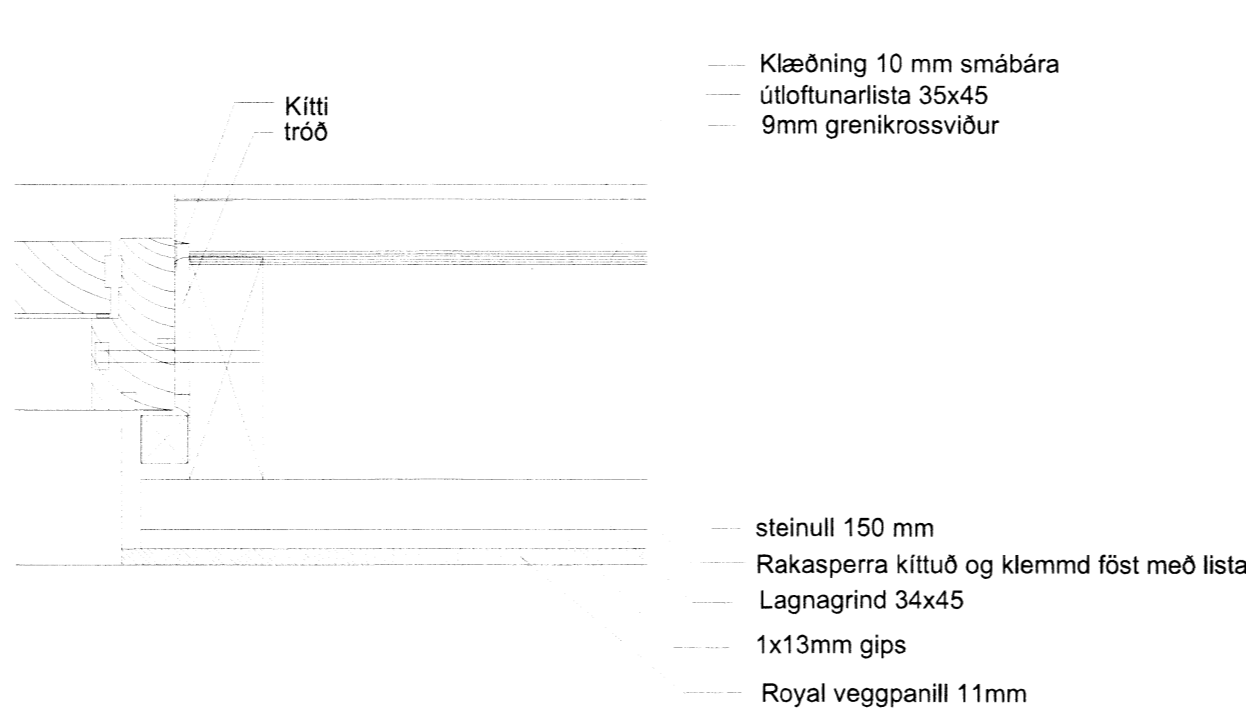 Klæðning 10 mm smábára
útloftunarlista 35x45
9mm grenikrossviður
Kítti
tróð
steinull 150 mm
Rakasperra kíttuð og klemmd föst með lista
Lagnagrind 34x45
1x13mm gips
Royal veggpanill 11mm